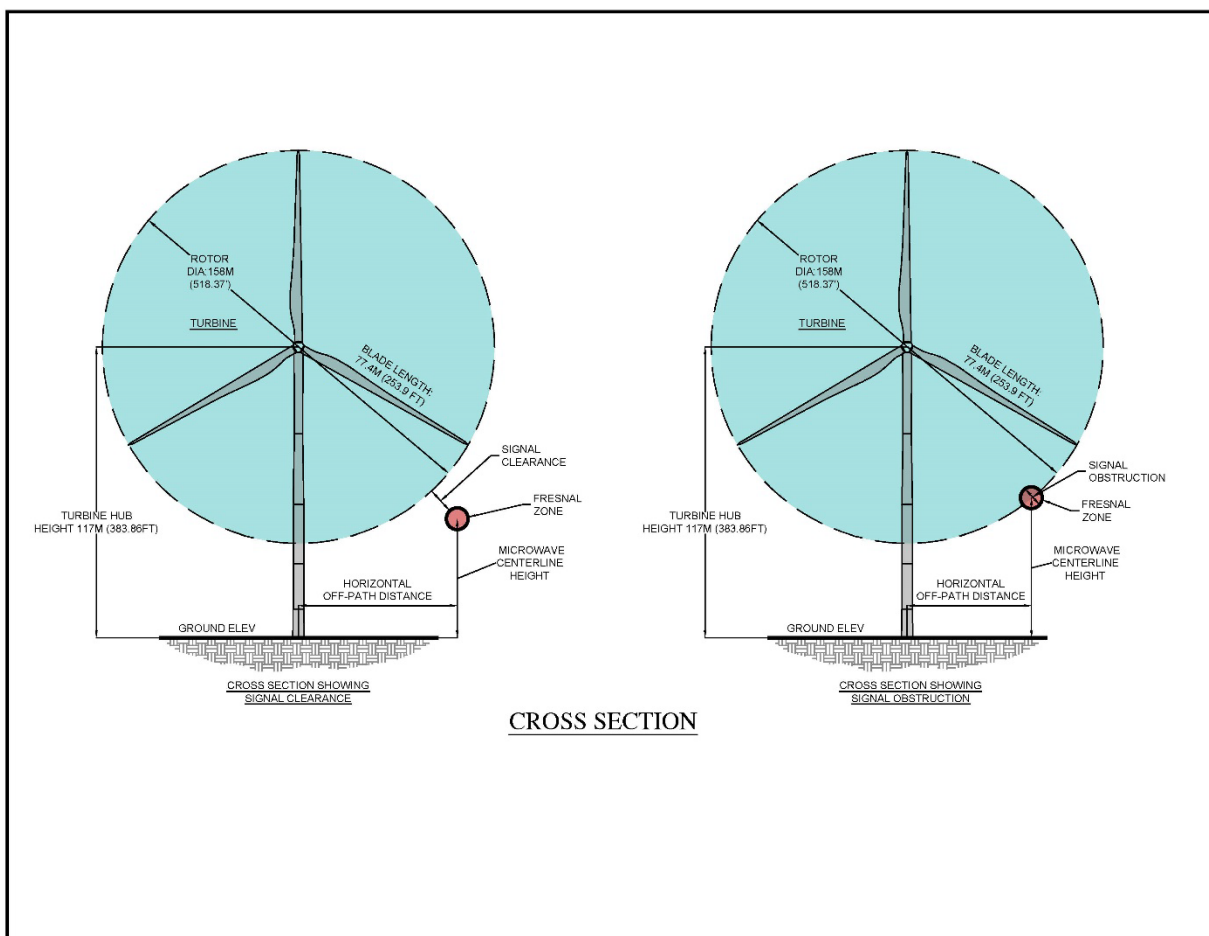 ROTOR
DIA:158M
(518.37')
TURBINE
BLADE LENGTH:
77.4M (253.9 FT)
SIGNAL
CLEARANCE
FRESNAL
ZONE
TURBINE HUB
HEIGHT 117M (383.86FT)
MICROWAVE
CENTERLINE
HEIGHT
HORIZONTAL
OFF-PATH DISTANCE
GROUND ELEV
CROSS SECTION SHOWING
SIGNAL CLEARANCE
ROTOR
DIA:158M
(518.37')
TURBINE
BLADE LENGTH:
77.4M (253.9 FT)
SIGNAL
OBSTRUCTION
FRESNAL
ZONE
TURBINE HUB
HEIGHT 117M (383.86FT)
MICROWAVE
CENTERLINE
HEIGHT
HORIZONTAL
OFF-PATH DISTANCE
GROUND ELEV
CROSS SECTION SHOWING
SIGNAL OBSTRUCTION
CROSS SECTION